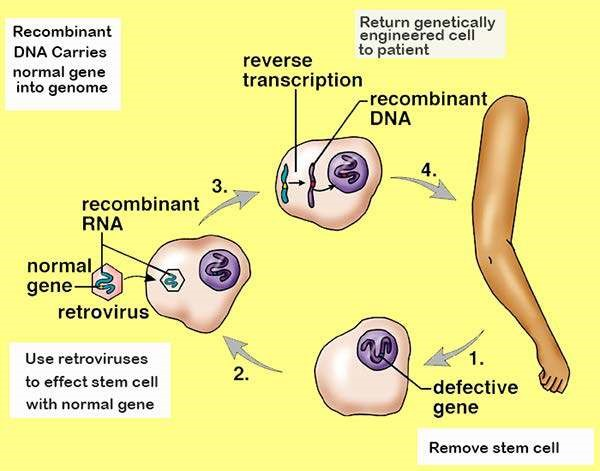 Recombinant
DNA Carries
normal gene
into genome
Return genetically
engineered cell
to patient
reverse
transcription
recombinant
DNA
3.
4.
recombinant
RNA
normal
gene
retrovirus
Use retroviruses
to effect stem cell
with normal gene
2.
1.
defective
gene
Remove stem cell